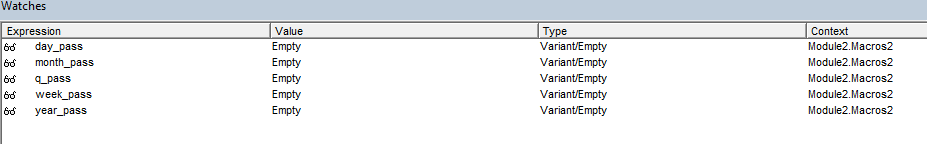 Watches
Expression Value Type Context
day_pass Empty Variant/Empty Module2.Macros2
month_pass Empty Variant/Empty Module2.Macros2
q_pass Empty Variant/Empty Module2.Macros2
week_pass Empty Variant/Empty Module2.Macros2
year_pass Empty Variant/Empty Module2.Macros2